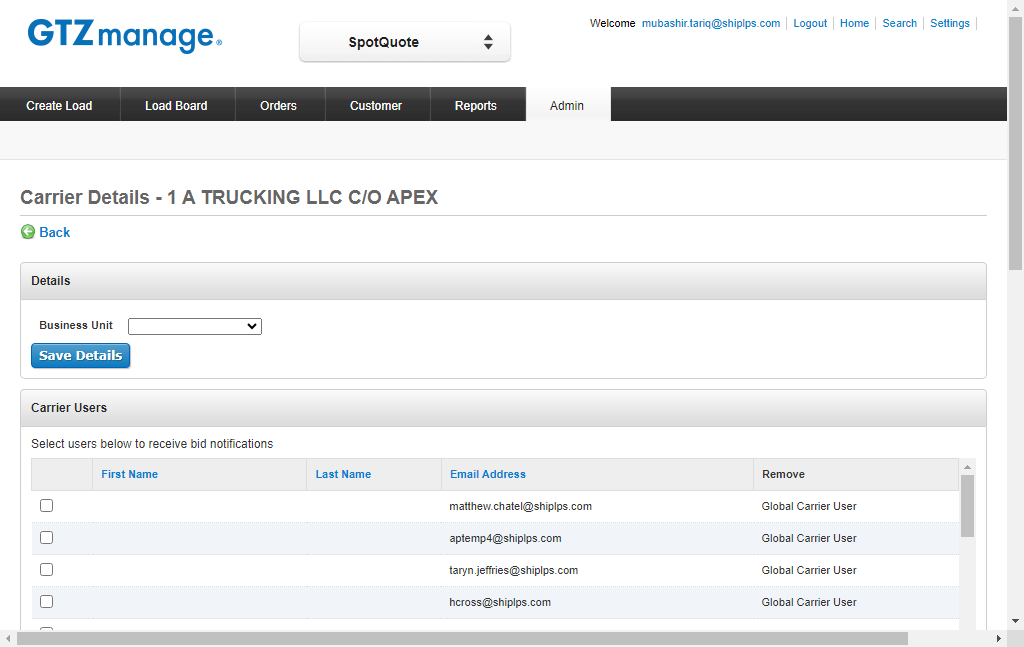 GTZmanage®
SpotQuote
Welcome mubashir.tariq@shiplps.com Logout Home Search Settings
Create Load Load Board Orders Customer Reports Admin
Carrier Details - 1 A TRUCKING LLC C/O APEX
Back
Details
Business Unit
Save Details
Carrier Users
Select users below to receive bid notifications
First Name Last Name Email Address Remove
matthew.chatel@shiplps.com Global Carrier User
aptemp4@shiplps.com Global Carrier User
taryn.jeffries@shiplps.com Global Carrier User
hcross@shiplps.com Global Carrier User